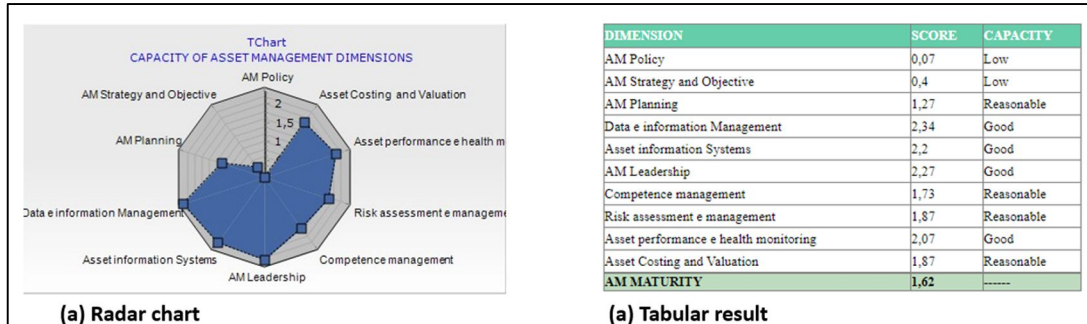 TChart
CAPACITY OF ASSET MANAGEMENT DIMENSIONS
AM Policy
AM Strategy and Objective
Asset Costing and Valuation
2
1,5
1
AM Planning
Asset performance e health m
Data e information Management
Risk assessment e manageme
Asset information Systems
Competence management
AM Leadership
(a) Radar chart
DIMENSION SCORE CAPACITY
AM Policy 0,07 Low
AM Strategy and Objective 0,4 Low
AM Planning 1,27 Reasonable
Data e information Management 2,34 Good
Asset information Systems 2,2 Good
AM Leadership 2,27 Good
Competence management 1,73 Reasonable
Risk assessment e management 1,87 Reasonable
Asset performance e health monitoring 2,07 Good
Asset Costing and Valuation 1,87 Reasonable
AM MATURITY 1,62 ------
(a) Tabular result